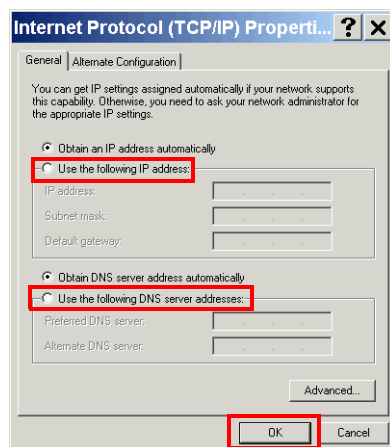 Internet Protocol (TCP/IP) Properti... ? X
General Alternate Configuration
You can get IP settings assigned automatically if your network supports
this capability. Otherwise, you need to ask your network administrator for
the appropriate IP settings.
Obtain an IP address automatically
Use the following IP address:
IP address:
Subnet mask:
Default gateway:
Obtain DNS server address automatically
Use the following DNS server addresses:
Preferred DNS server:
Alternate DNS server:
Advanced...
OK Cancel